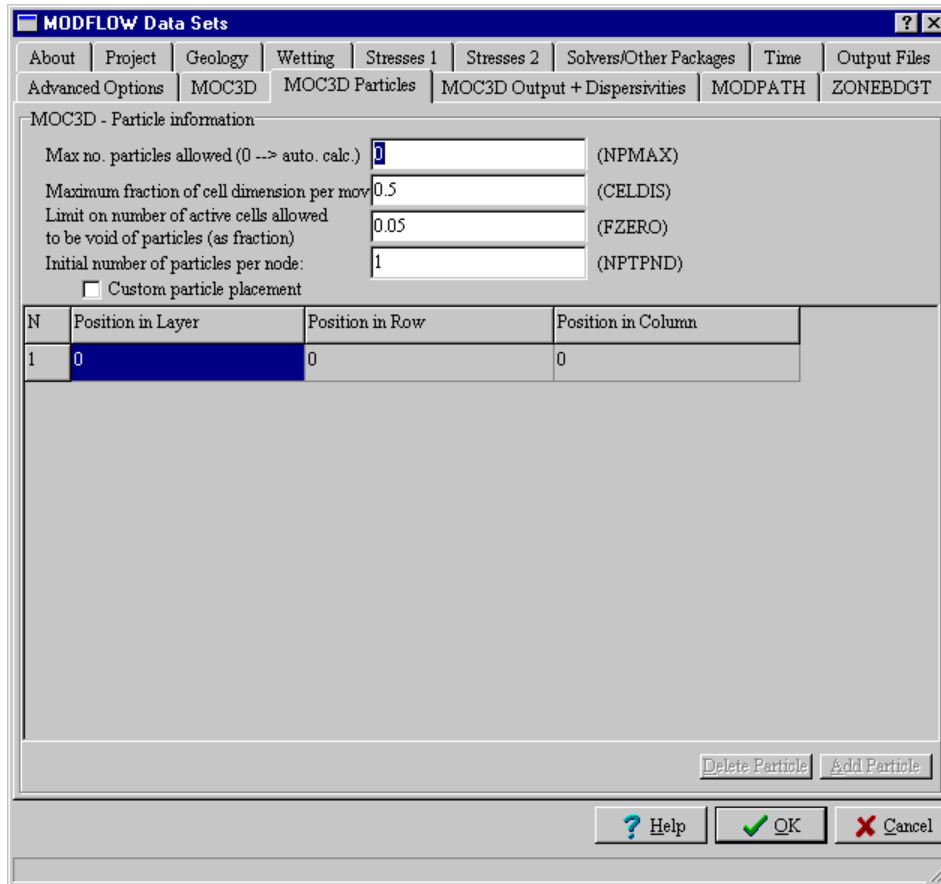 MODFLOW Data Sets
About Project Geology Wetting Stresses 1 Stresses 2 Solvers/Other Packages Time Output Files
Advanced Options MOC3D MOC3D Particles MOC3D Output + Dispersivities MODPATH ZONEBDGT
MOC3D - Particle information
Max no. particles allowed (0 --> auto. calc.) 0 (NPMAX)
Maximum fraction of cell dimension per mov 0.5 (CELDIS)
Limit on number of active cells allowed
to be void of particles (as fraction) 0.05 (FZERO)
Initial number of particles per node: 1 (NPTPND)
Custom particle placement
N Position in Layer Position in Row Position in Column
1 0 0 0
Delete Particle Add Particle
? Help OK Cancel